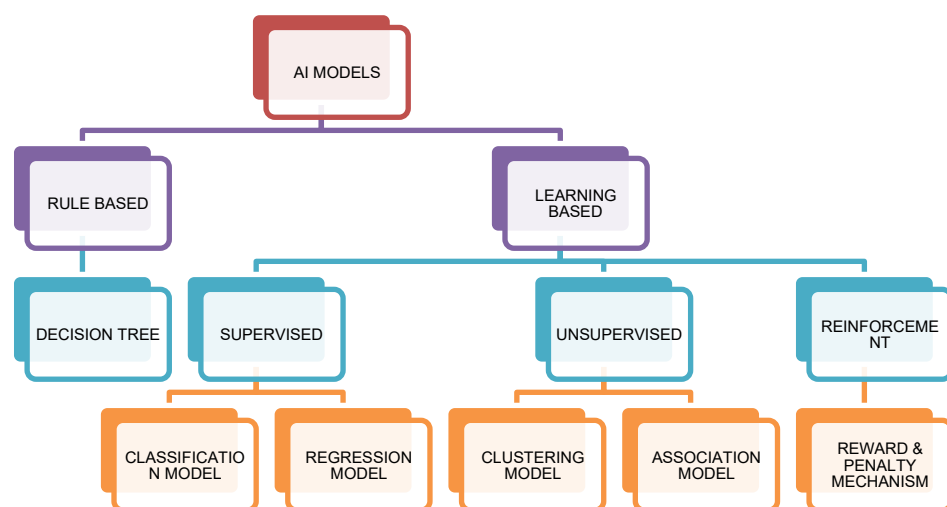 AI MODELS
RULE BASED
LEARNING
BASED
DECISION TREE
SUPERVISED
UNSUPERVISED
REINFORCEME
NT
CLASSIFICATIO
N MODEL
REGRESSION
MODEL
CLUSTERING
MODEL
ASSOCIATION
MODEL
REWARD &
PENALTY
MECHANISM